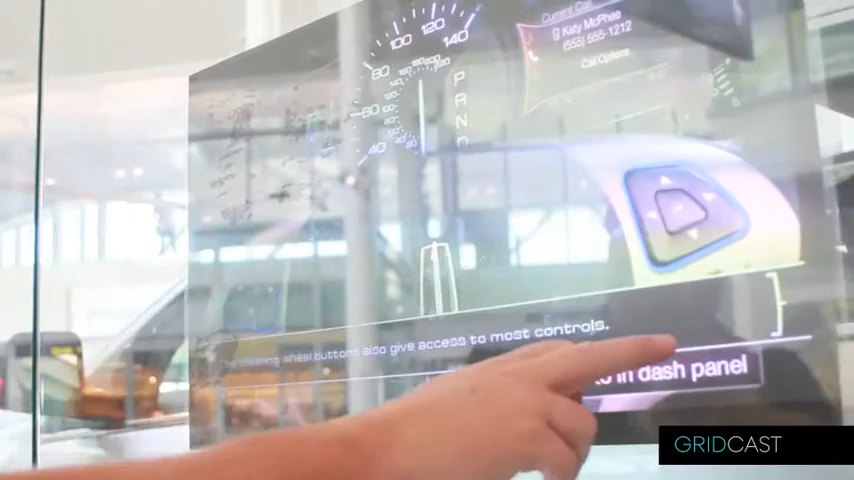 Current Call
Katy McPhee
(555) 555-1212
Call Options
140
120
100
80
60
40
P
R
N
D
steering wheel buttons also give access to most controls.
to in dash panel
GRIDCAST